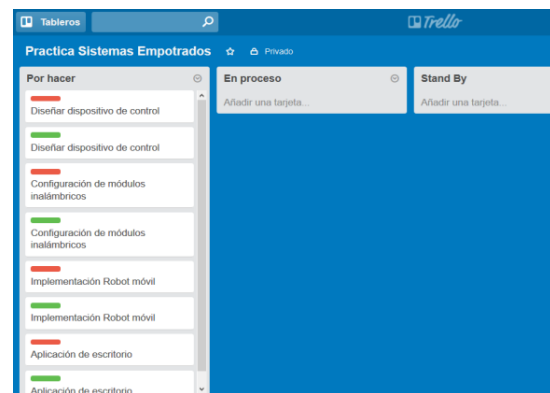 Tableros
Trello
Practica Sistemas Empotrados
Privado
Por hacer
Diseñar dispositivo de control
Diseñar dispositivo de control
Configuración de módulos
inalámbricos
Configuración de módulos
inalámbricos
Implementación Robot móvil
Implementación Robot móvil
Aplicación de escritorio
Aplicación de escritorio
En proceso
Añadir una tarjeta...
Stand By
Añadir una tarjeta...